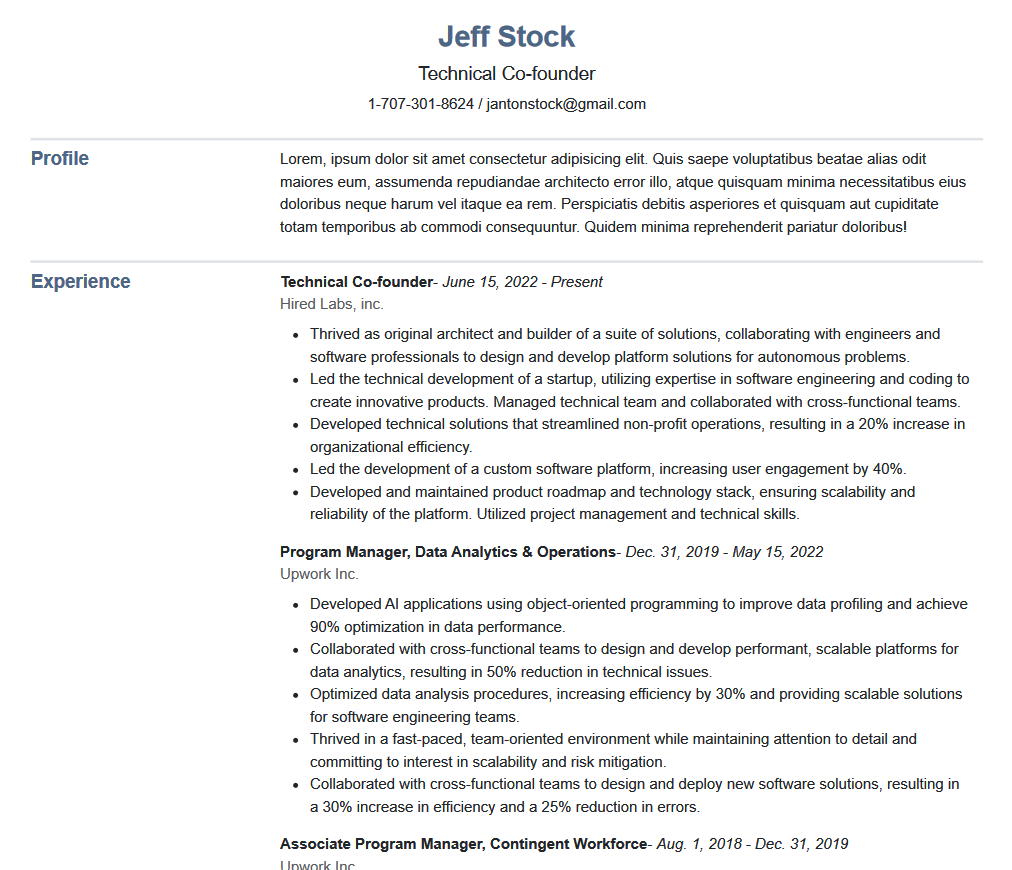 Jeff Stock
Technical Co-founder
1-707-301-8624 / jantonstock@gmail.com
Profile
Lorem, ipsum dolor sit amet consectetur adipisicing elit. Quis saepe voluptatibus beatae alias odit
maiores eum, assumenda repudiandae architecto error illo, atque quisquam minima necessitatibus eius
doloribus neque harum vel itaque ea rem. Perspiciatis debitis asperiores et quisquam aut cupiditate
totam temporibus ab commodi consequuntur. Quidem minima reprehenderit pariatur doloribus!
Experience
Technical Co-founder- June 15, 2022 - Present
Hired Labs, inc.
• Thrived as original architect and builder of a suite of solutions, collaborating with engineers and
software professionals to design and develop platform solutions for autonomous problems.
• Led the technical development of a startup, utilizing expertise in software engineering and coding to
create innovative products. Managed technical team and collaborated with cross-functional teams.
• Developed technical solutions that streamlined non-profit operations, resulting in a 20% increase in
organizational efficiency.
• Led the development of a custom software platform, increasing user engagement by 40%.
• Developed and maintained product roadmap and technology stack, ensuring scalability and
reliability of the platform. Utilized project management and technical skills.
Program Manager, Data Analytics & Operations- Dec. 31, 2019 - May 15, 2022
Upwork Inc.
• Developed AI applications using object-oriented programming to improve data profiling and achieve
90% optimization in data performance.
• Collaborated with cross-functional teams to design and develop performant, scalable platforms for
data analytics, resulting in 50% reduction in technical issues.
• Optimized data analysis procedures, increasing efficiency by 30% and providing scalable solutions
for software engineering teams.
• Thrived in a fast-paced, team-oriented environment while maintaining attention to detail and
committing to interest in scalability and risk mitigation.
• Collaborated with cross-functional teams to design and deploy new software solutions, resulting in
a 30% increase in efficiency and a 25% reduction in errors.
Associate Program Manager, Contingent Workforce- Aug. 1, 2018 - Dec. 31, 2019
Upwork Inc.